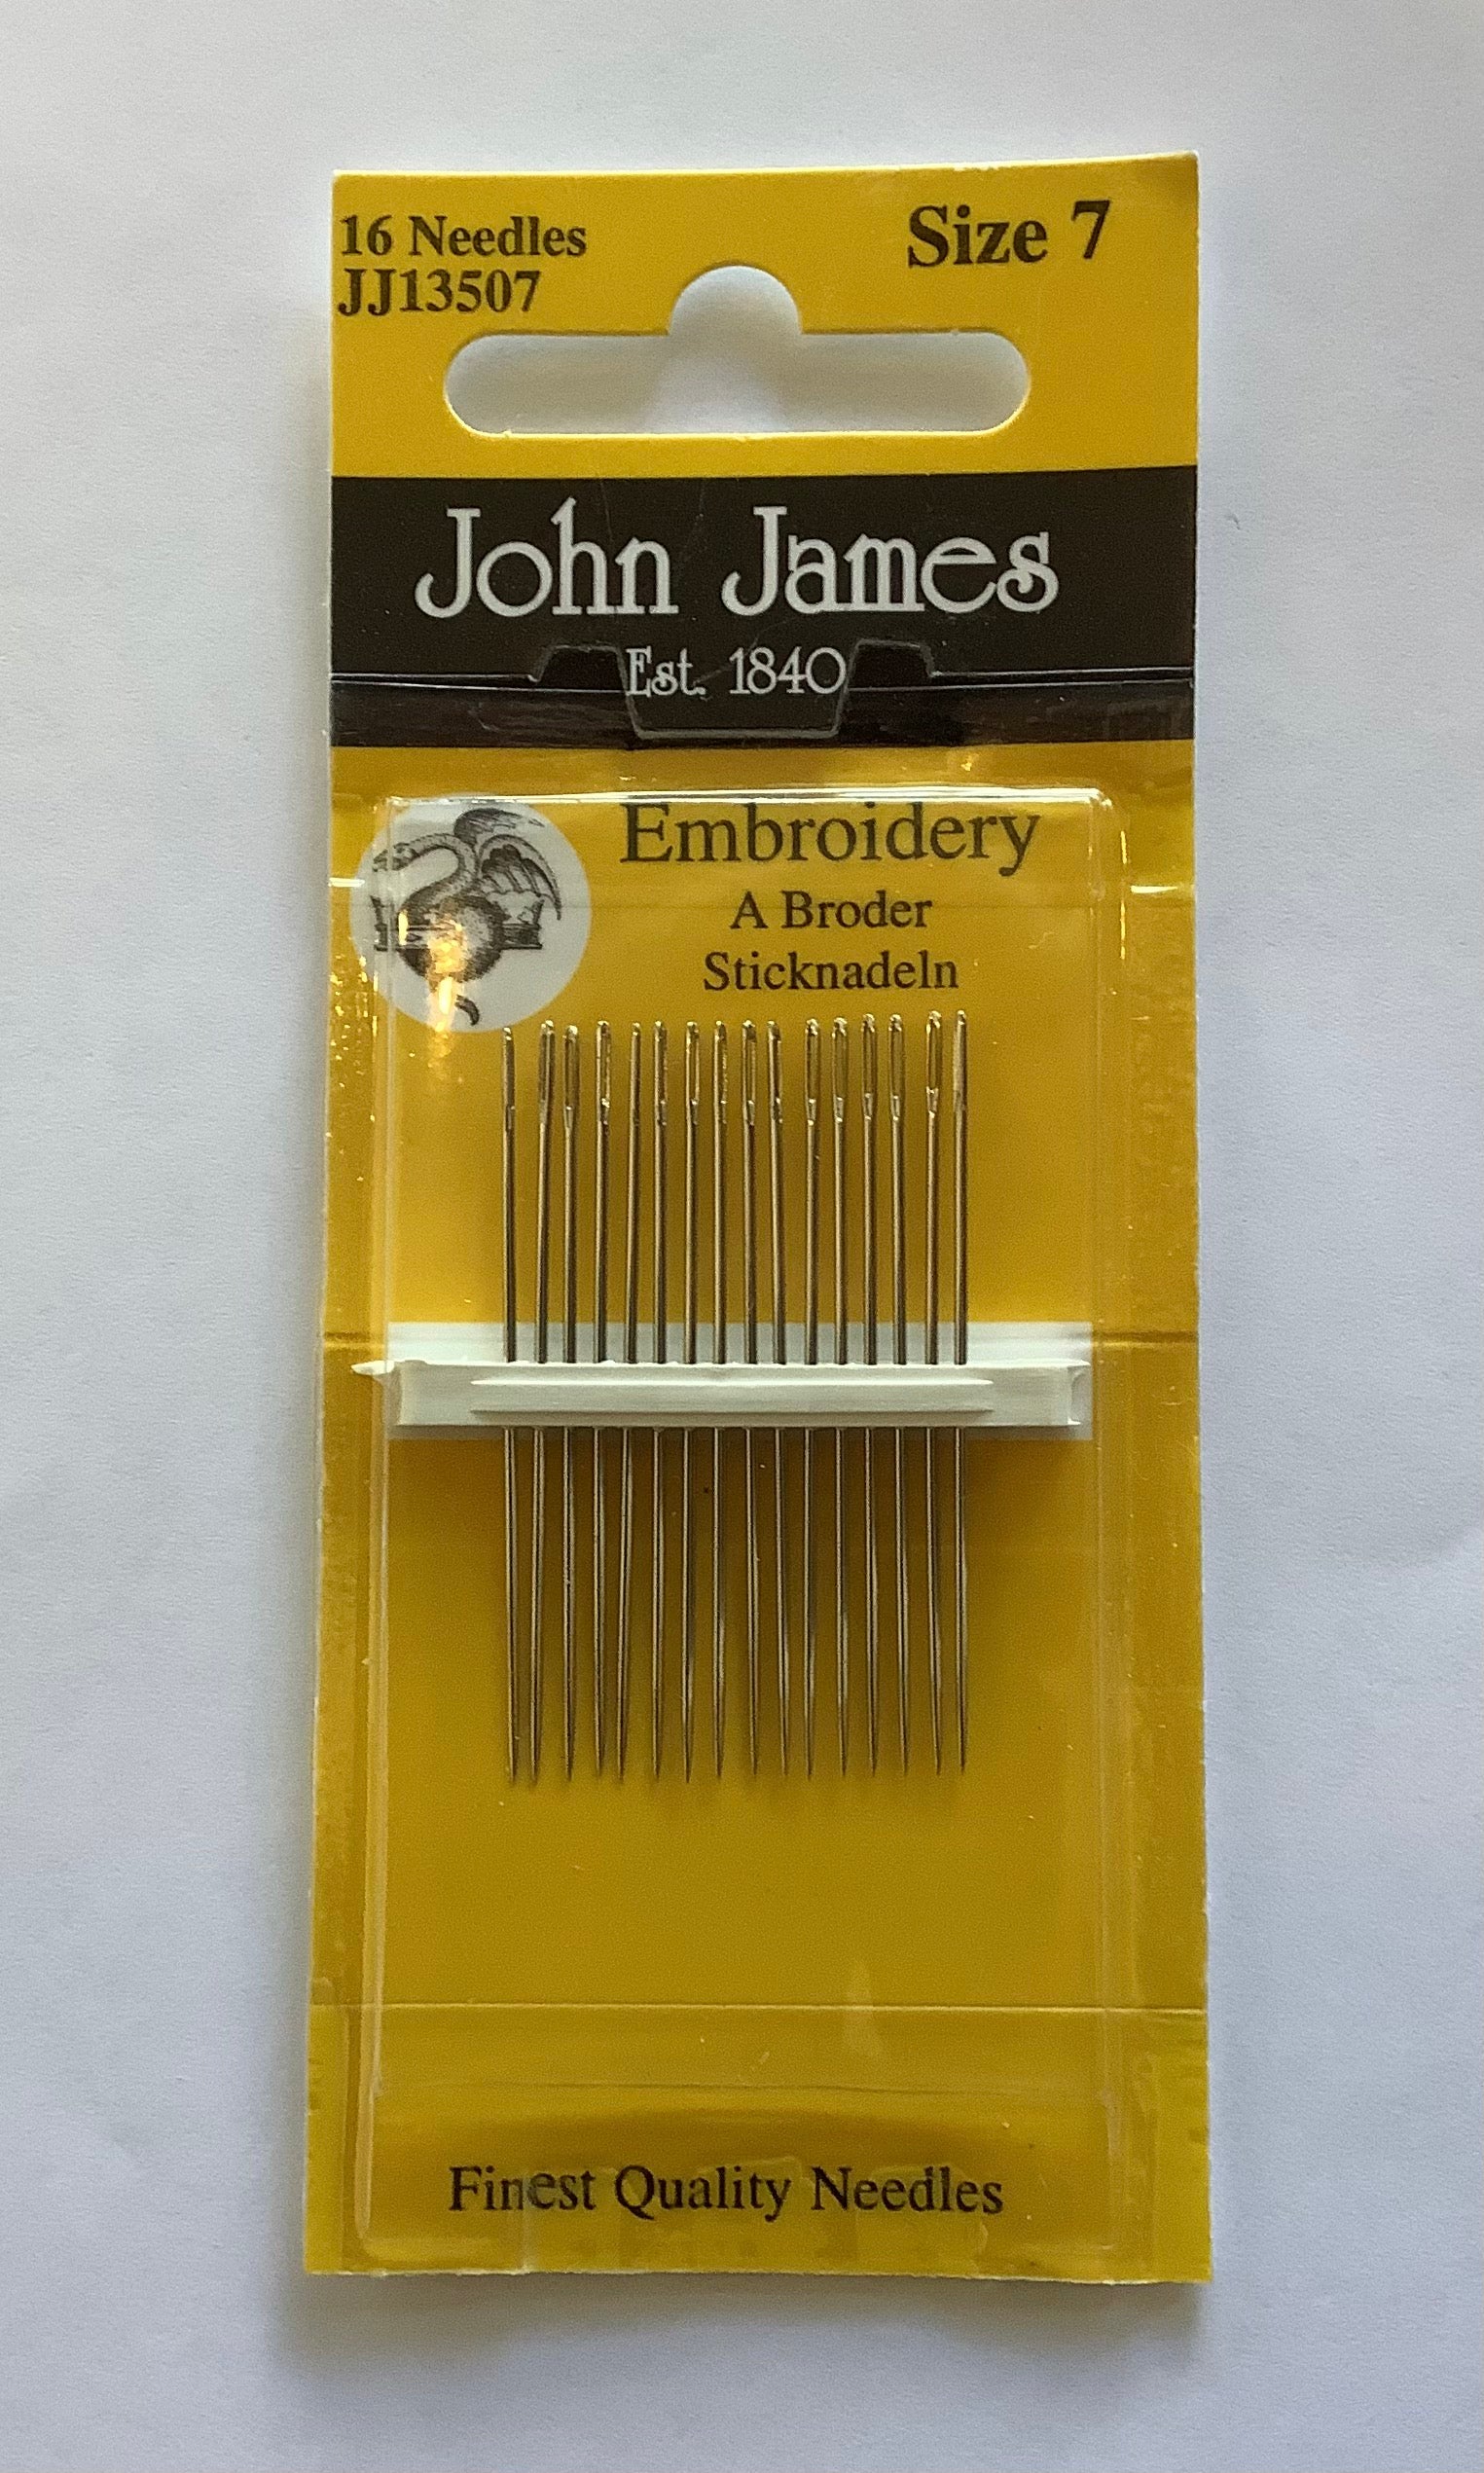 16 Needles
JJ13507
Size 7
John James
Est. 1840
Embroidery
A Broder
Sticknadeln
Finest Quality Needles